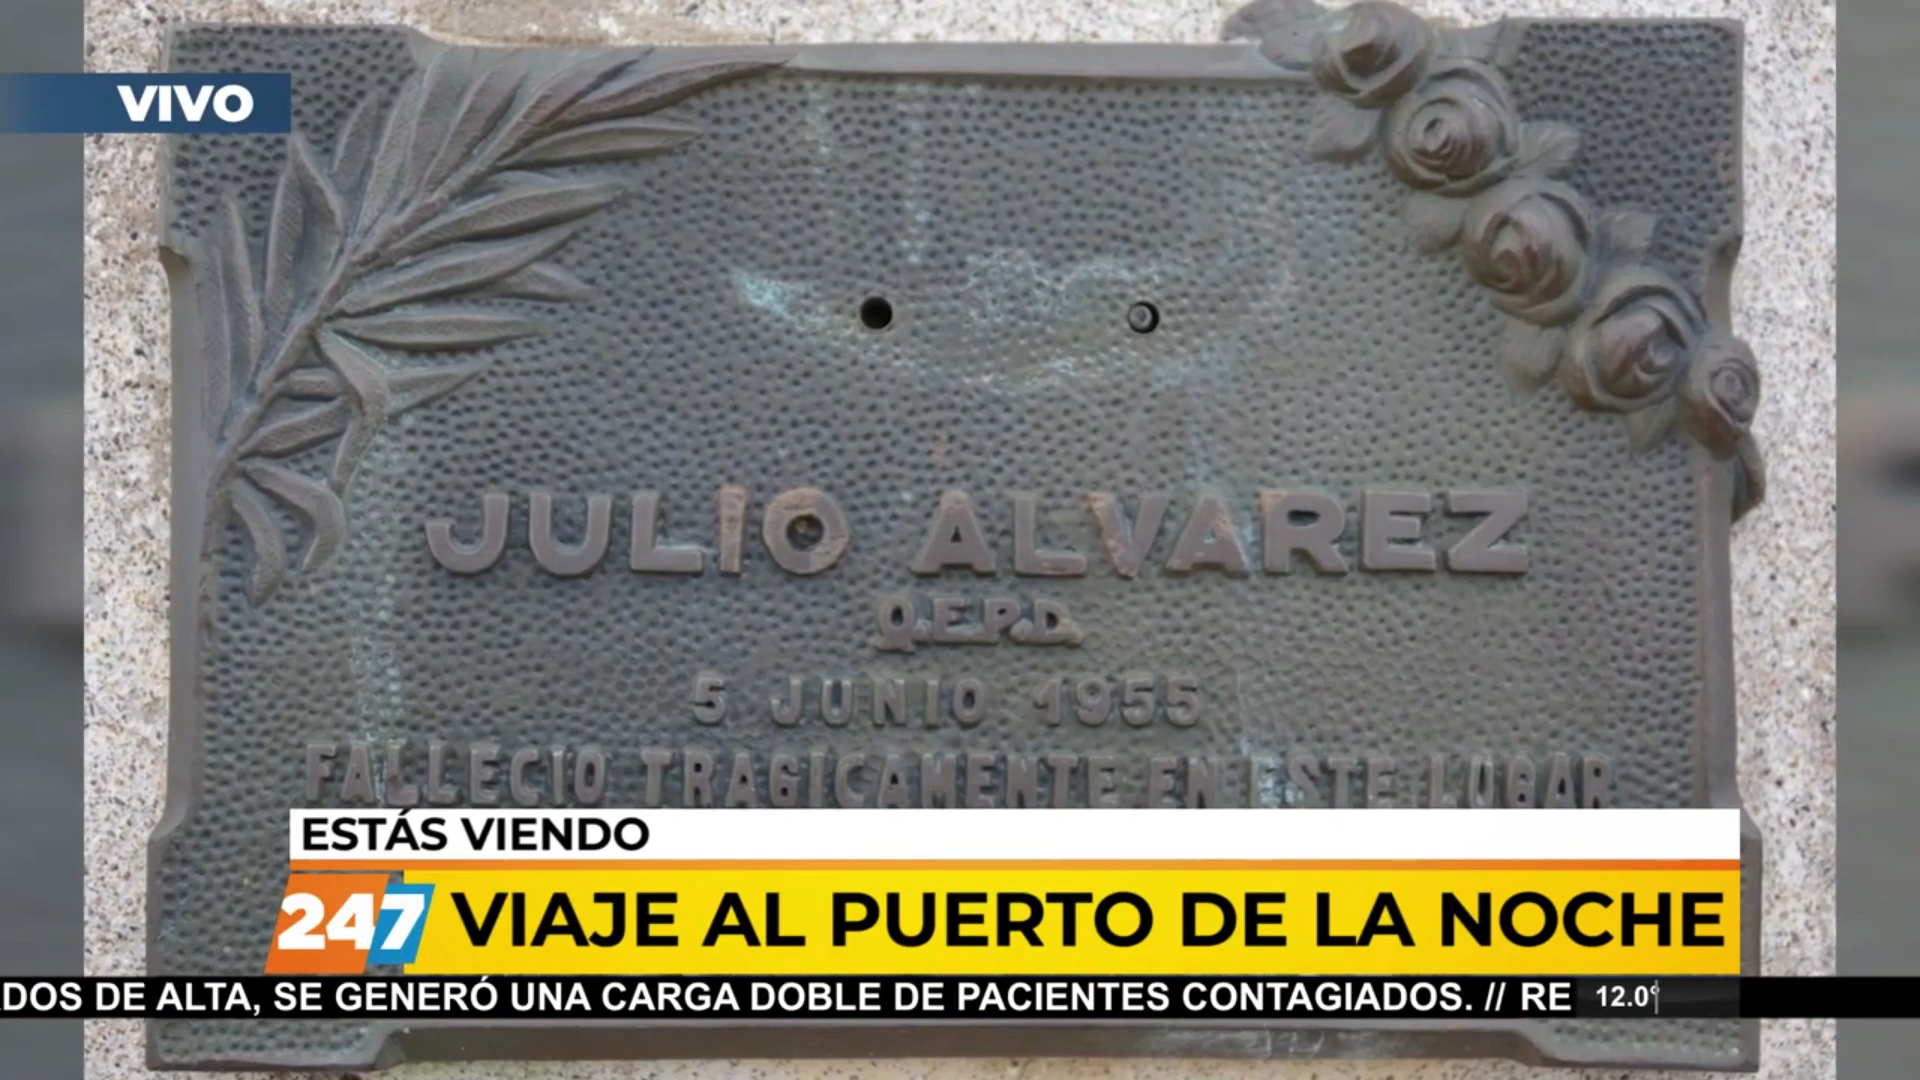 VIVO
JULIO ALVAREZ
Q.E.P.D.
5 JUNIO 1955
FALLECIO TRAGICAMENTE EN ESTE LUGAR
ESTÁS VIENDO
247 VIAJE AL PUERTO DE LA NOCHE
DOS DE ALTA, SE GENERÓ UNA CARGA DOBLE DE PACIENTES CONTAGIADOS. // RE 12.0°